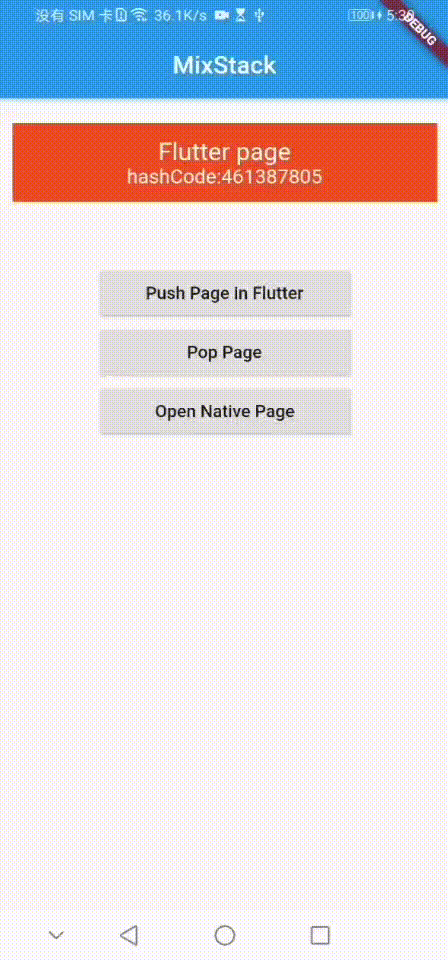 没有 SIM 卡 36.1K/s 100 5:3
DEBUG
MixStack
Flutter page
hashCode:461387805
Push Page in Flutter
Pop Page
Open Native Page